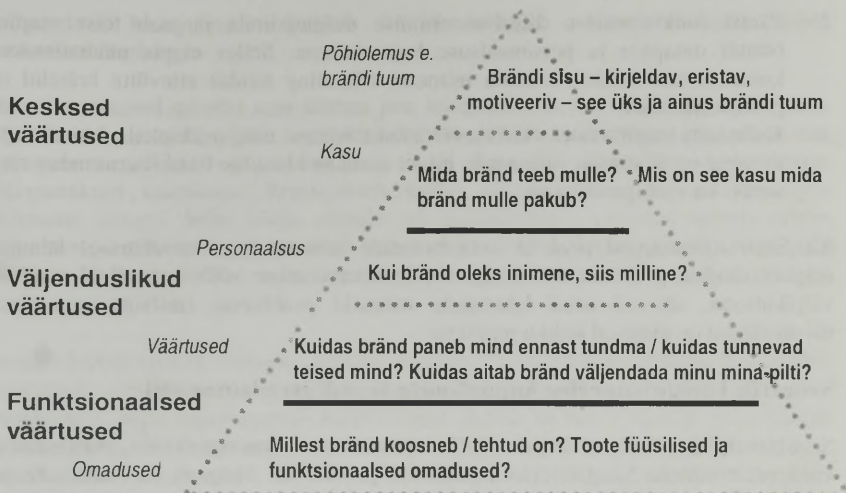 Põhiolemus e.
brändi tuum
Brändi sisu – kirjeldav, eristav,
motiveeriv – see üks ja ainus brändi tuum
Kesksed
väärtused
Kasu
Mida bränd teeb mulle? Mis on see kasu mida
bränd mulle pakub?
Personaalsus
Väljenduslikud
väärtused
Kui bränd oleks inimene, siis milline?
Väärtused
Kuidas bränd paneb mind ennast tundma / kuidas tunnevad
teised mind? Kuidas aitab bränd väljendada minu mina-pilti?
Funktsionaalsed
väärtused
Omadused
Millest bränd koosneb / tehtud on? Toote füüsilised ja
funktsionaalsed omadused?